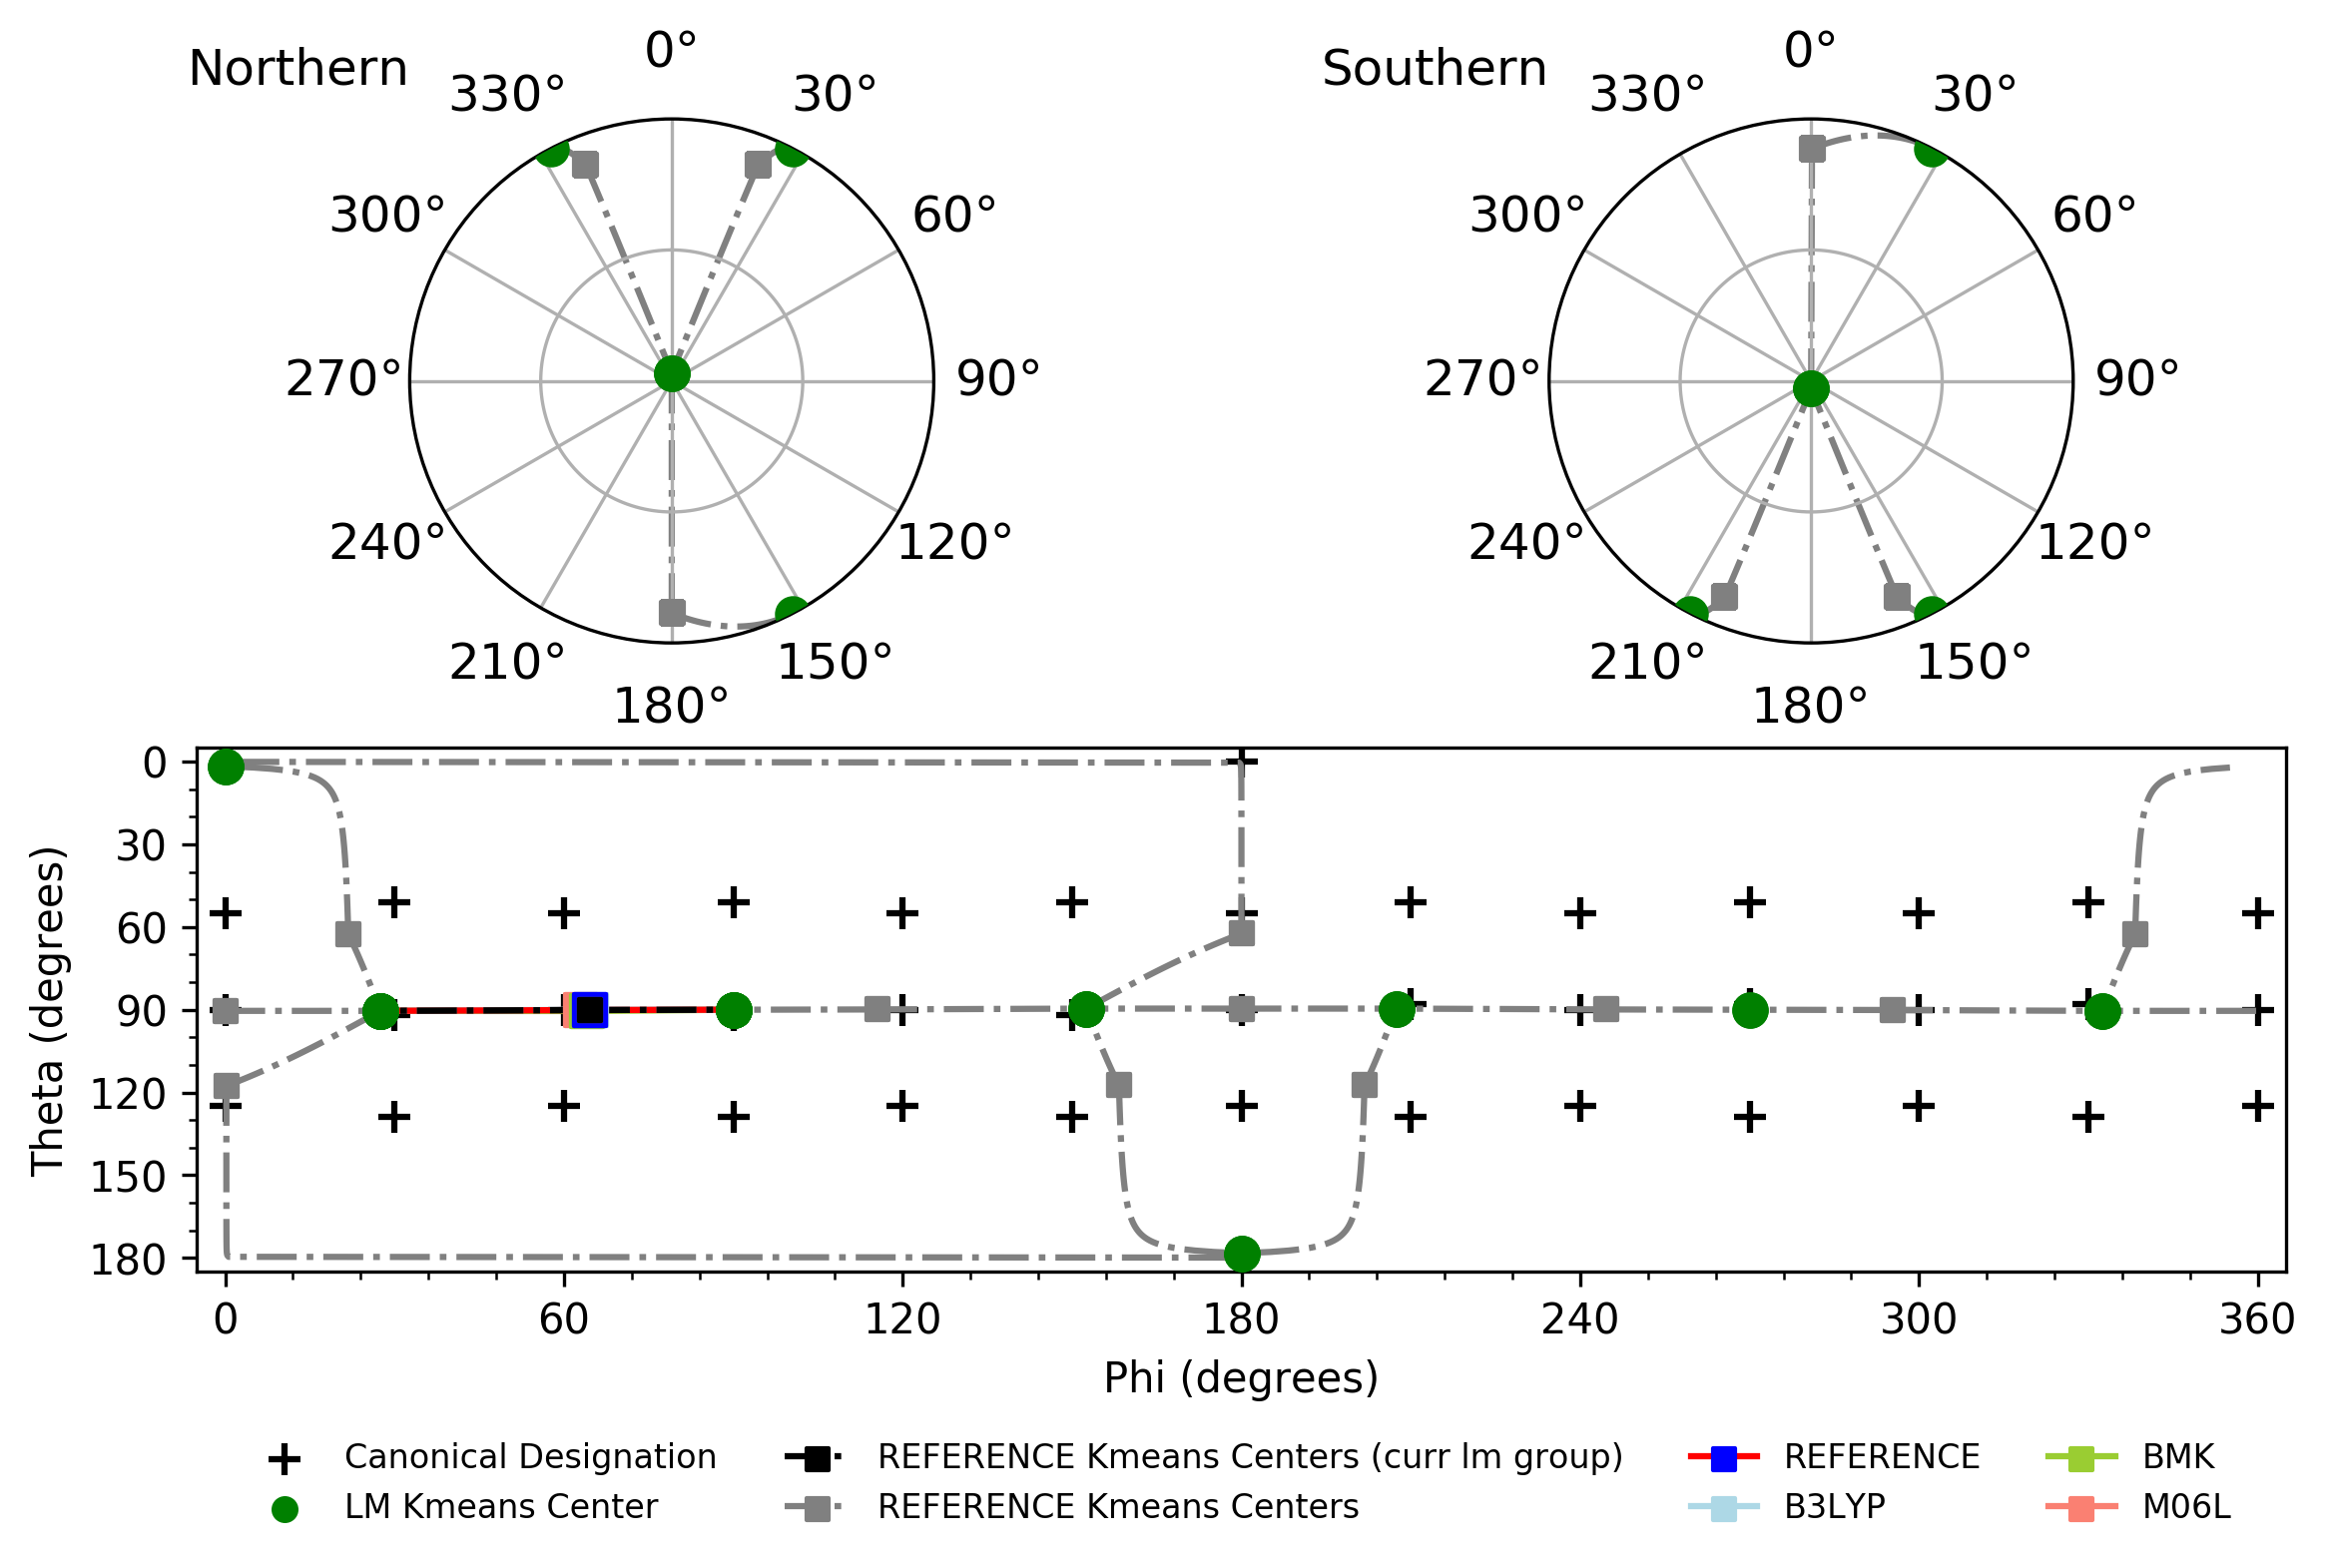 Northern
0°
30°
60°
90°
120°
150°
180°
210°
240°
270°
300°
330°
Southern
0°
30°
60°
90°
120°
150°
180°
210°
240°
270°
300°
330°
Theta (degrees)
0
30
60
90
120
150
180
0 60 120 180 240 300 360
Phi (degrees)
Canonical Designation
LM Kmeans Center
REFERENCE Kmeans Centers (curr lm group)
REFERENCE Kmeans Centers
REFERENCE
B3LYP
BMK
M06L